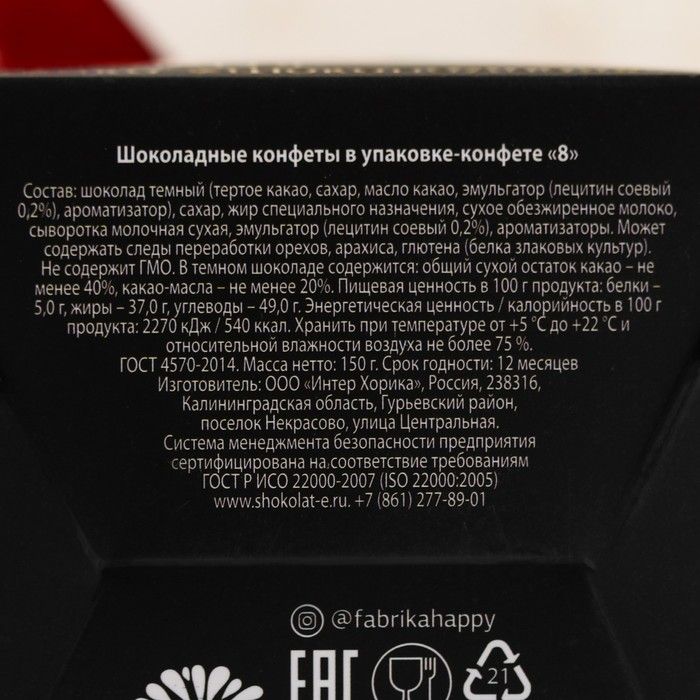 Шоколадные конфеты в упаковке-конфете «8»
Состав: шоколад темный (тертое какао, сахар, масло какао, эмульгатор (лецитин соевый
0,2%), ароматизатор), сахар, жир специального назначения, сухое обезжиренное молоко,
сыворотка молочная сухая, эмульгатор (лецитин соевый 0,2%), ароматизаторы. Может
содержать следы переработки орехов, арахиса, глютена (белка злаковых культур).
Не содержит ГМО. В темном шоколаде содержится: общий сухой остаток какао – не
менее 40%, какао-масла – не менее 20%. Пищевая ценность в 100 г продукта: белки –
5,0 г, жиры – 37,0 г, углеводы – 49,0 г. Энергетическая ценность / калорийность в 100 г
продукта: 2270 кДж / 540 ккал. Хранить при температуре от +5 °C до +22 °C и
относительной влажности воздуха не более 75 %.
ГОСТ 4570-2014. Масса нетто: 150 г. Срок годности: 12 месяцев
Изготовитель: ООО «Интер Хорика», Россия, 238316,
Калининградская область, Гурьевский район,
поселок Некрасово, улица Центральная.
Система менеджмента безопасности предприятия
сертифицирована на соответствие требованиям
ГОСТ Р ИСО 22000-2007 (ISO 22000:2005)
www.shokolat-e.ru. +7 (861) 277-89-01
@fabrikahappy
EAC
21